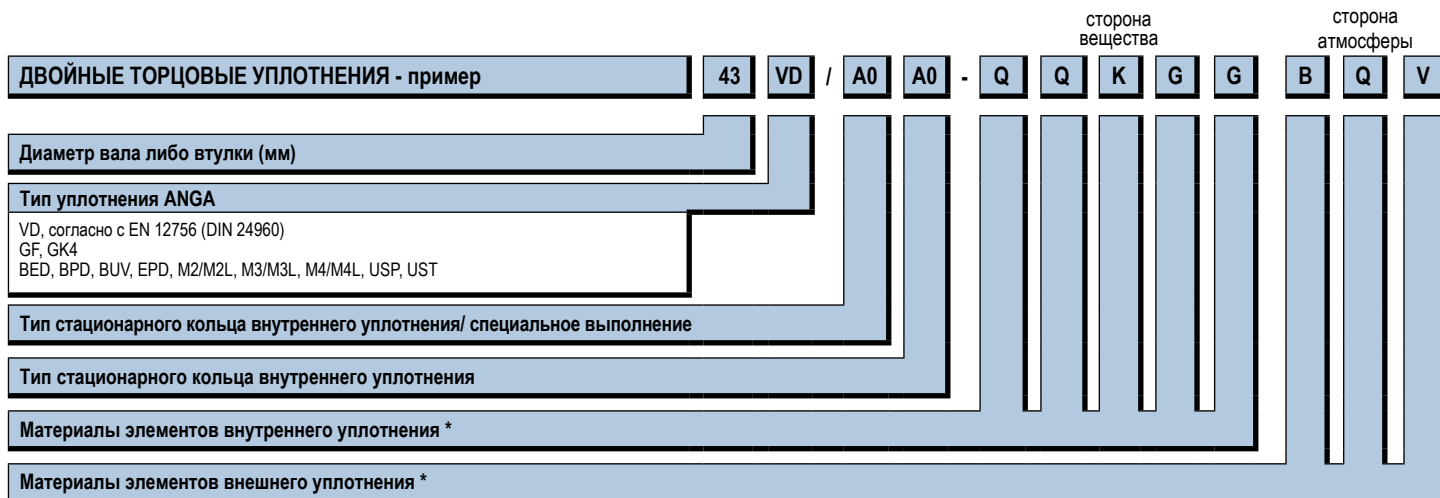 сторона вещества
сторона атмосферы
ДВОЙНЫЕ ТОРЦОВЫЕ УПЛОТНЕНИЯ - пример 43 VD / A0 A0 - Q Q K G G B Q V
Диаметр вала либо втулки (мм)
Тип уплотнения ANGA
VD, согласно с EN 12756 (DIN 24960)
GF, GK4
BED, BPD, BUV, EPD, M2/M2L, M3/M3L, M4/M4L, USP, UST
Тип стационарного кольца внутреннего уплотнения/ специальное выполнение
Тип стационарного кольца внутреннего уплотнения
Материалы элементов внутреннего уплотнения *
Материалы элементов внешнего уплотнения *